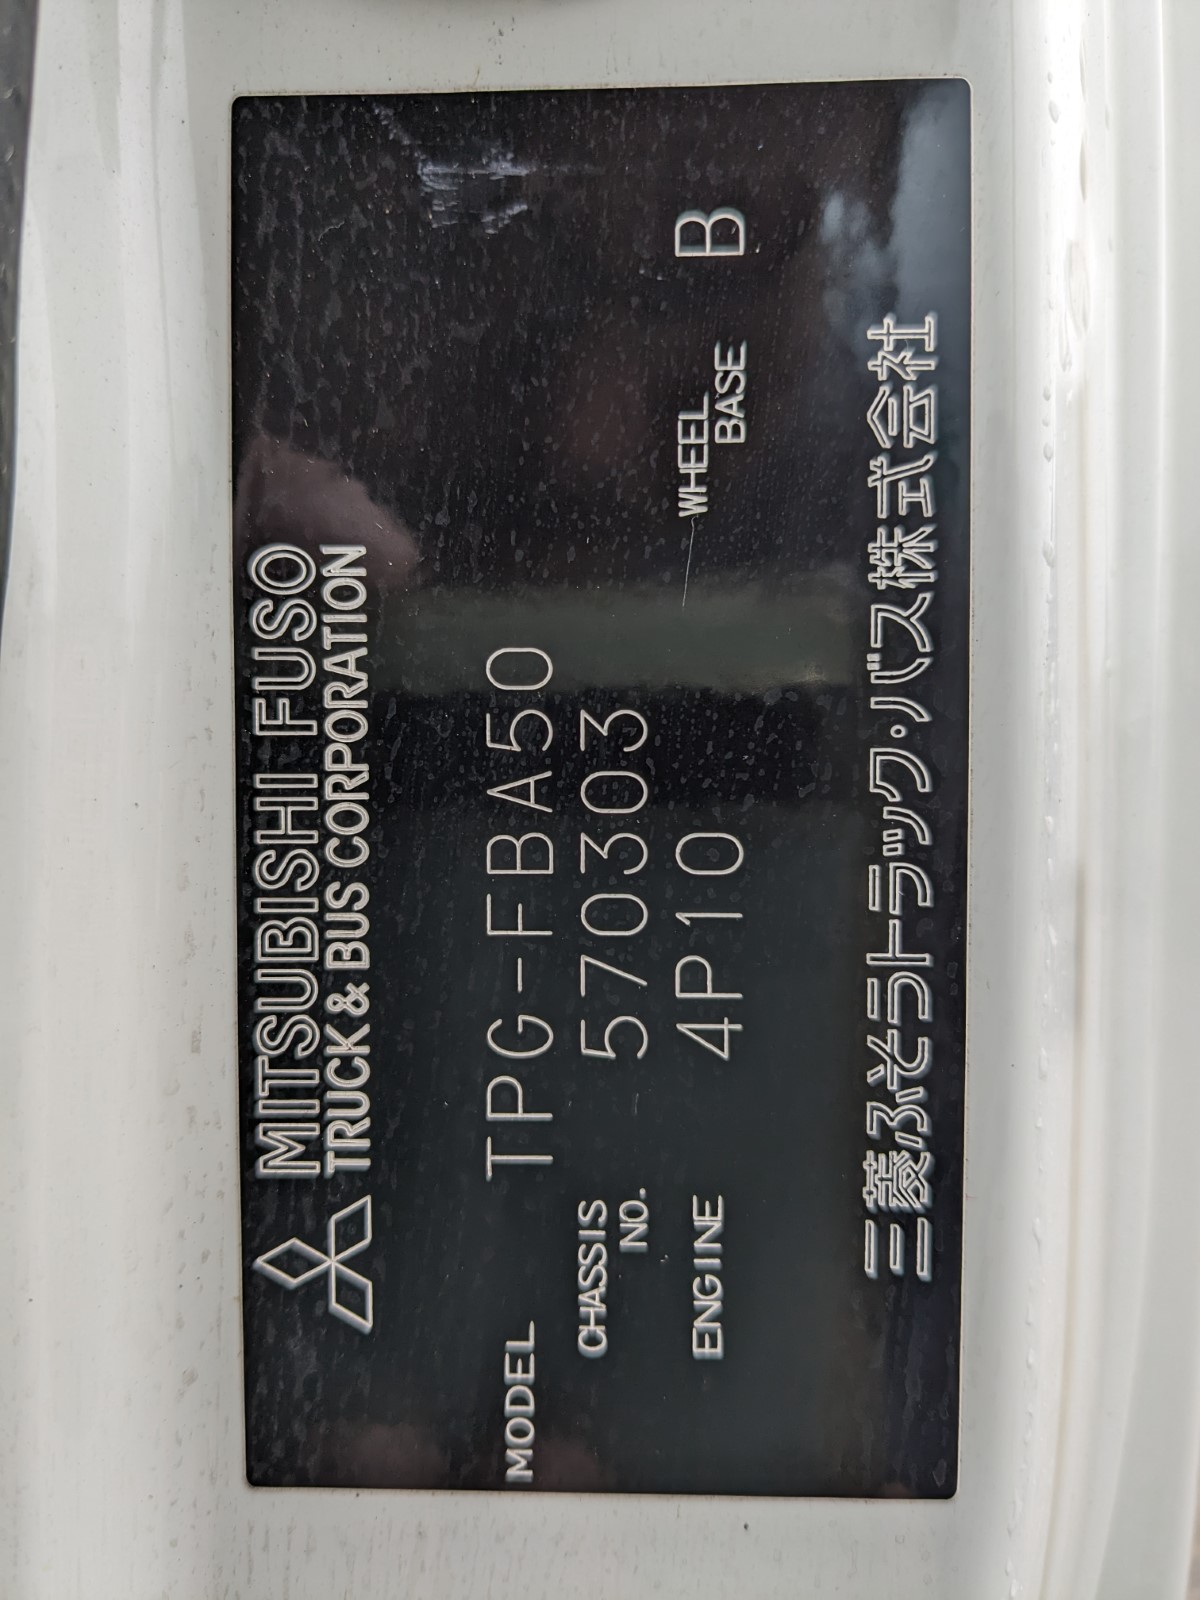 MITSUBISHI FUSO
TRUCK & BUS CORPORATION
MODEL TPG-FBA50
CHASSIS NO. 570303
ENGINE 4P10 WHEEL BASE B
三菱ふそうトラック・バス株式会社